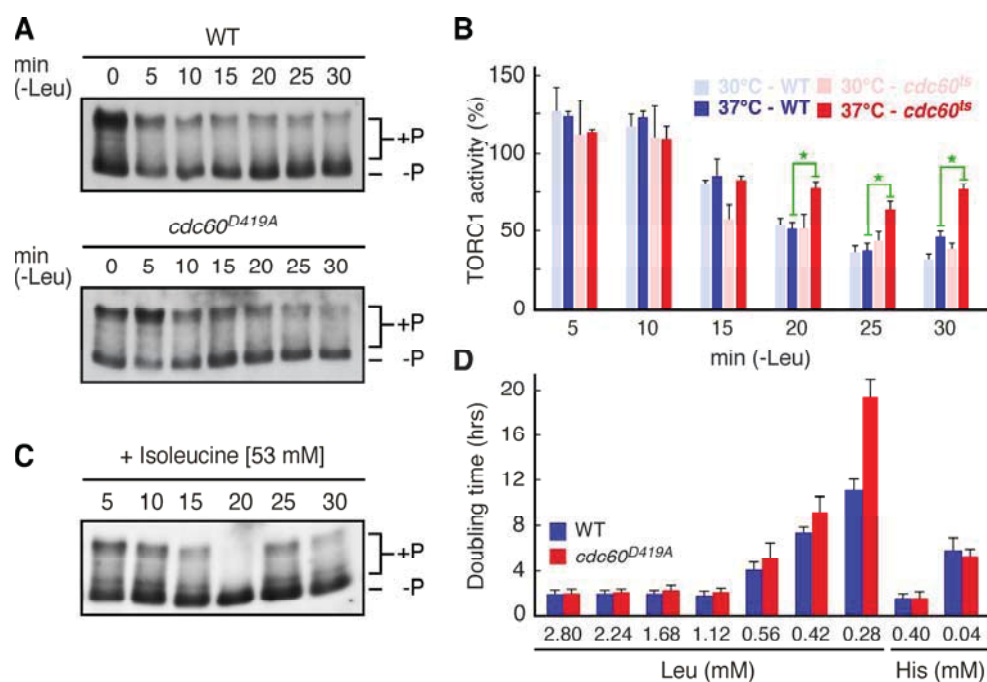 A
WT
min
(-Leu)
0 5 10 15 20 25 30
+P
-P
cdc60D419A
min
(-Leu)
0 5 10 15 20 25 30
+P
-P
B
30°C - WT 30°C - cdc60ts
37°C - WT 37°C - cdc60ts
TORC1 activity (%)
150
100
50
0
5 10 15 20 25 30
min (-Leu)
C
+ Isoleucine [53 mM]
5 10 15 20 25 30
+P
-P
D
Doubling time (hrs)
20
16
12
8
4
0
WT
cdc60D419A
2.80 2.24 1.68 1.12 0.56 0.42 0.28 0.40 0.04
Leu (mM) His (mM)